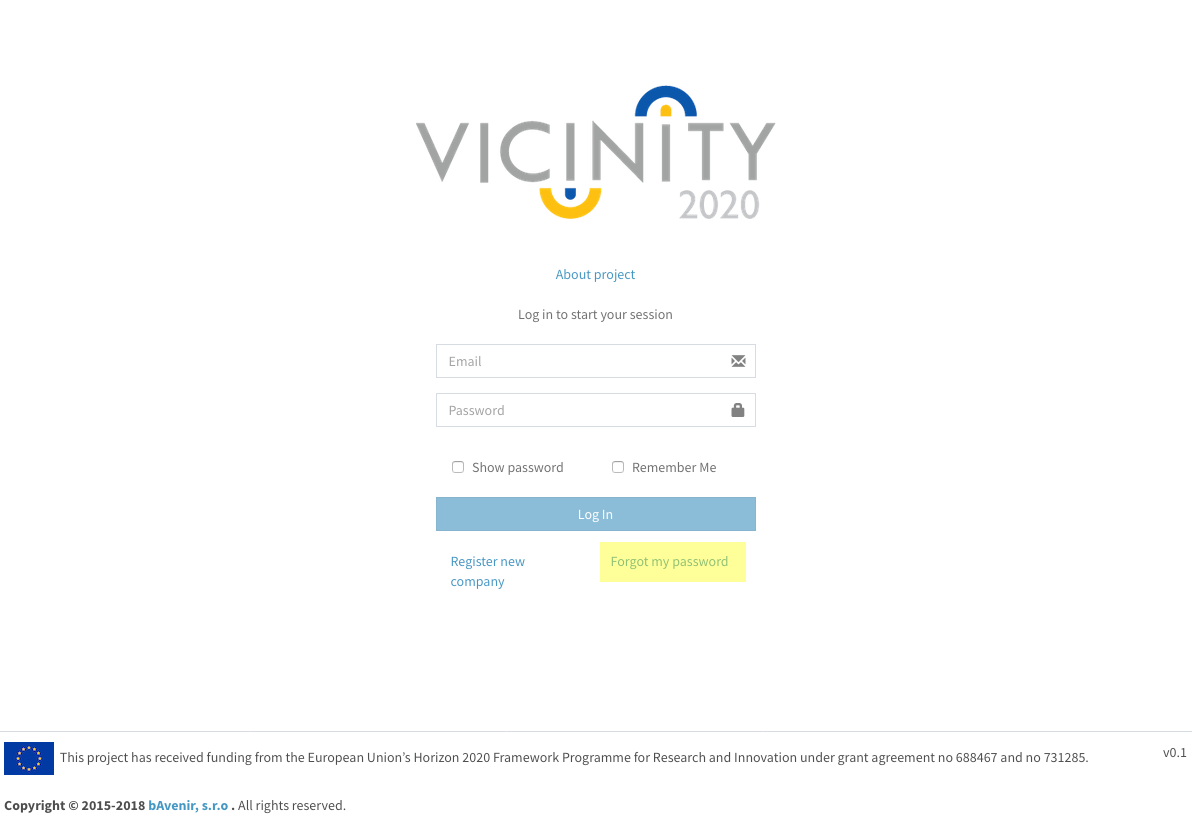 VICINITY
2020
About project
Log in to start your session
Email
Password
Show password Remember Me
Log In
Register new company
Forgot my password
This project has received funding from the European Union's Horizon 2020 Framework Programme for Research and Innovation under grant agreement no 688467 and no 731285.
v0.1
Copyright © 2015-2018 bAvenir, s.r.o . All rights reserved.